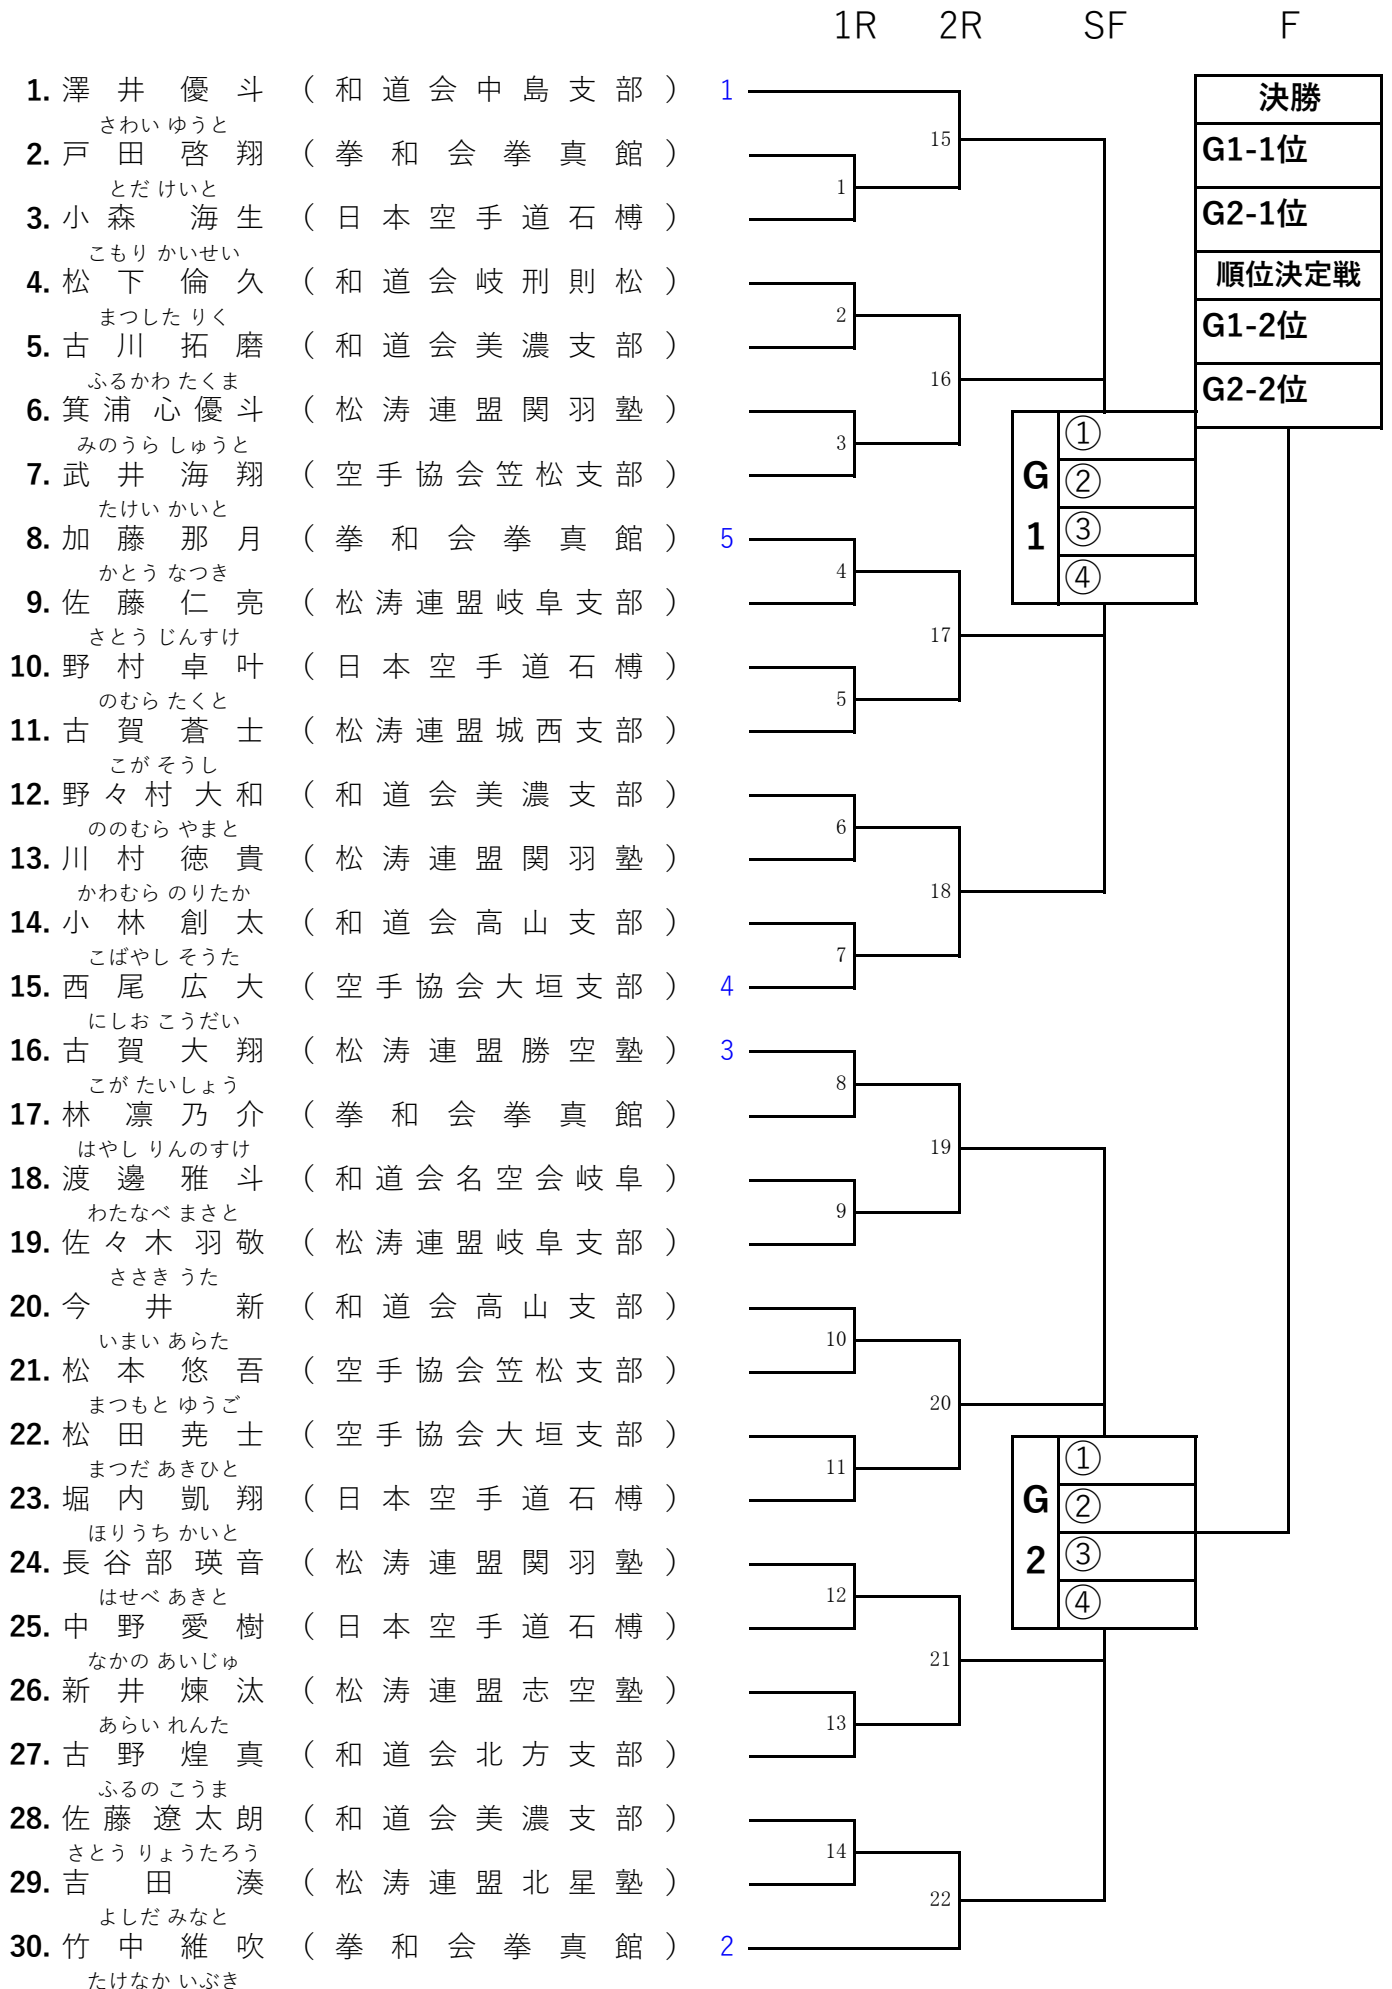 1R 2R SF F
1. 澤井優斗 (和道会中島支部) 1
さわい ゆうと
2. 戸田啓翔 (拳和会拳真館)
とだ けいと
3. 小森海生 (日本空手道石榑)
こもり かいせい
4. 松下倫久 (和道会岐刑則松)
まつした りく
5. 古川拓磨 (和道会美濃支部)
ふるかわ たくま
6. 箕浦心優斗 (松涛連盟関羽塾)
みのうら しゅうと
7. 武井海翔 (空手協会笠松支部)
たけい かいと
8. 加藤那月 (拳和会拳真館) 5
かとう なつき
9. 佐藤仁亮 (松涛連盟岐阜支部)
さとう じんすけ
10. 野村卓叶 (日本空手道石榑)
のむら たくと
11. 古賀蒼士 (松涛連盟城西支部)
こが そうし
12. 野々村大和 (和道会美濃支部)
ののむら やまと
13. 川村徳貴 (松涛連盟関羽塾)
かわむら のりたか
14. 小林創太 (和道会高山支部)
こばやし そうた
15. 西尾広大 (空手協会大垣支部) 4
にしお こうだい
16. 古賀大翔 (松涛連盟勝空塾) 3
こが たいしょう
17. 林凛乃介 (拳和会拳真館)
はやし りんのすけ
18. 渡邊雅斗 (和道会名空会岐阜)
わたなべ まさと
19. 佐々木羽敬 (松涛連盟岐阜支部)
ささき うた
20. 今井新 (和道会高山支部)
いまい あらた
21. 松本悠吾 (空手協会笠松支部)
まつもと ゆうご
22. 松田尭士 (空手協会大垣支部)
まつだ あきひと
23. 堀内凱翔 (日本空手道石榑)
ほりうち かいと
24. 長谷部瑛音 (松涛連盟関羽塾)
はせべ あきと
25. 中野愛樹 (日本空手道石榑)
なかの あいじゅ
26. 新井煉汰 (松涛連盟志空塾)
あらい れんた
27. 古野煌真 (和道会北方支部)
ふるの こうま
28. 佐藤遼太朗 (和道会美濃支部)
さとう りょうたろう
29. 吉田湊 (松涛連盟北星塾)
よしだ みなと
30. 竹中維吹 (拳和会拳真館) 2
たけなか いぶき
1
2
3
4
5
6
7
8
9
10
11
12
13
14
15
16
17
18
19
20
21
22
G1
①
②
③
④
G2
①
②
③
④
決勝
G1-1位
G2-1位
順位決定戦
G1-2位
G2-2位